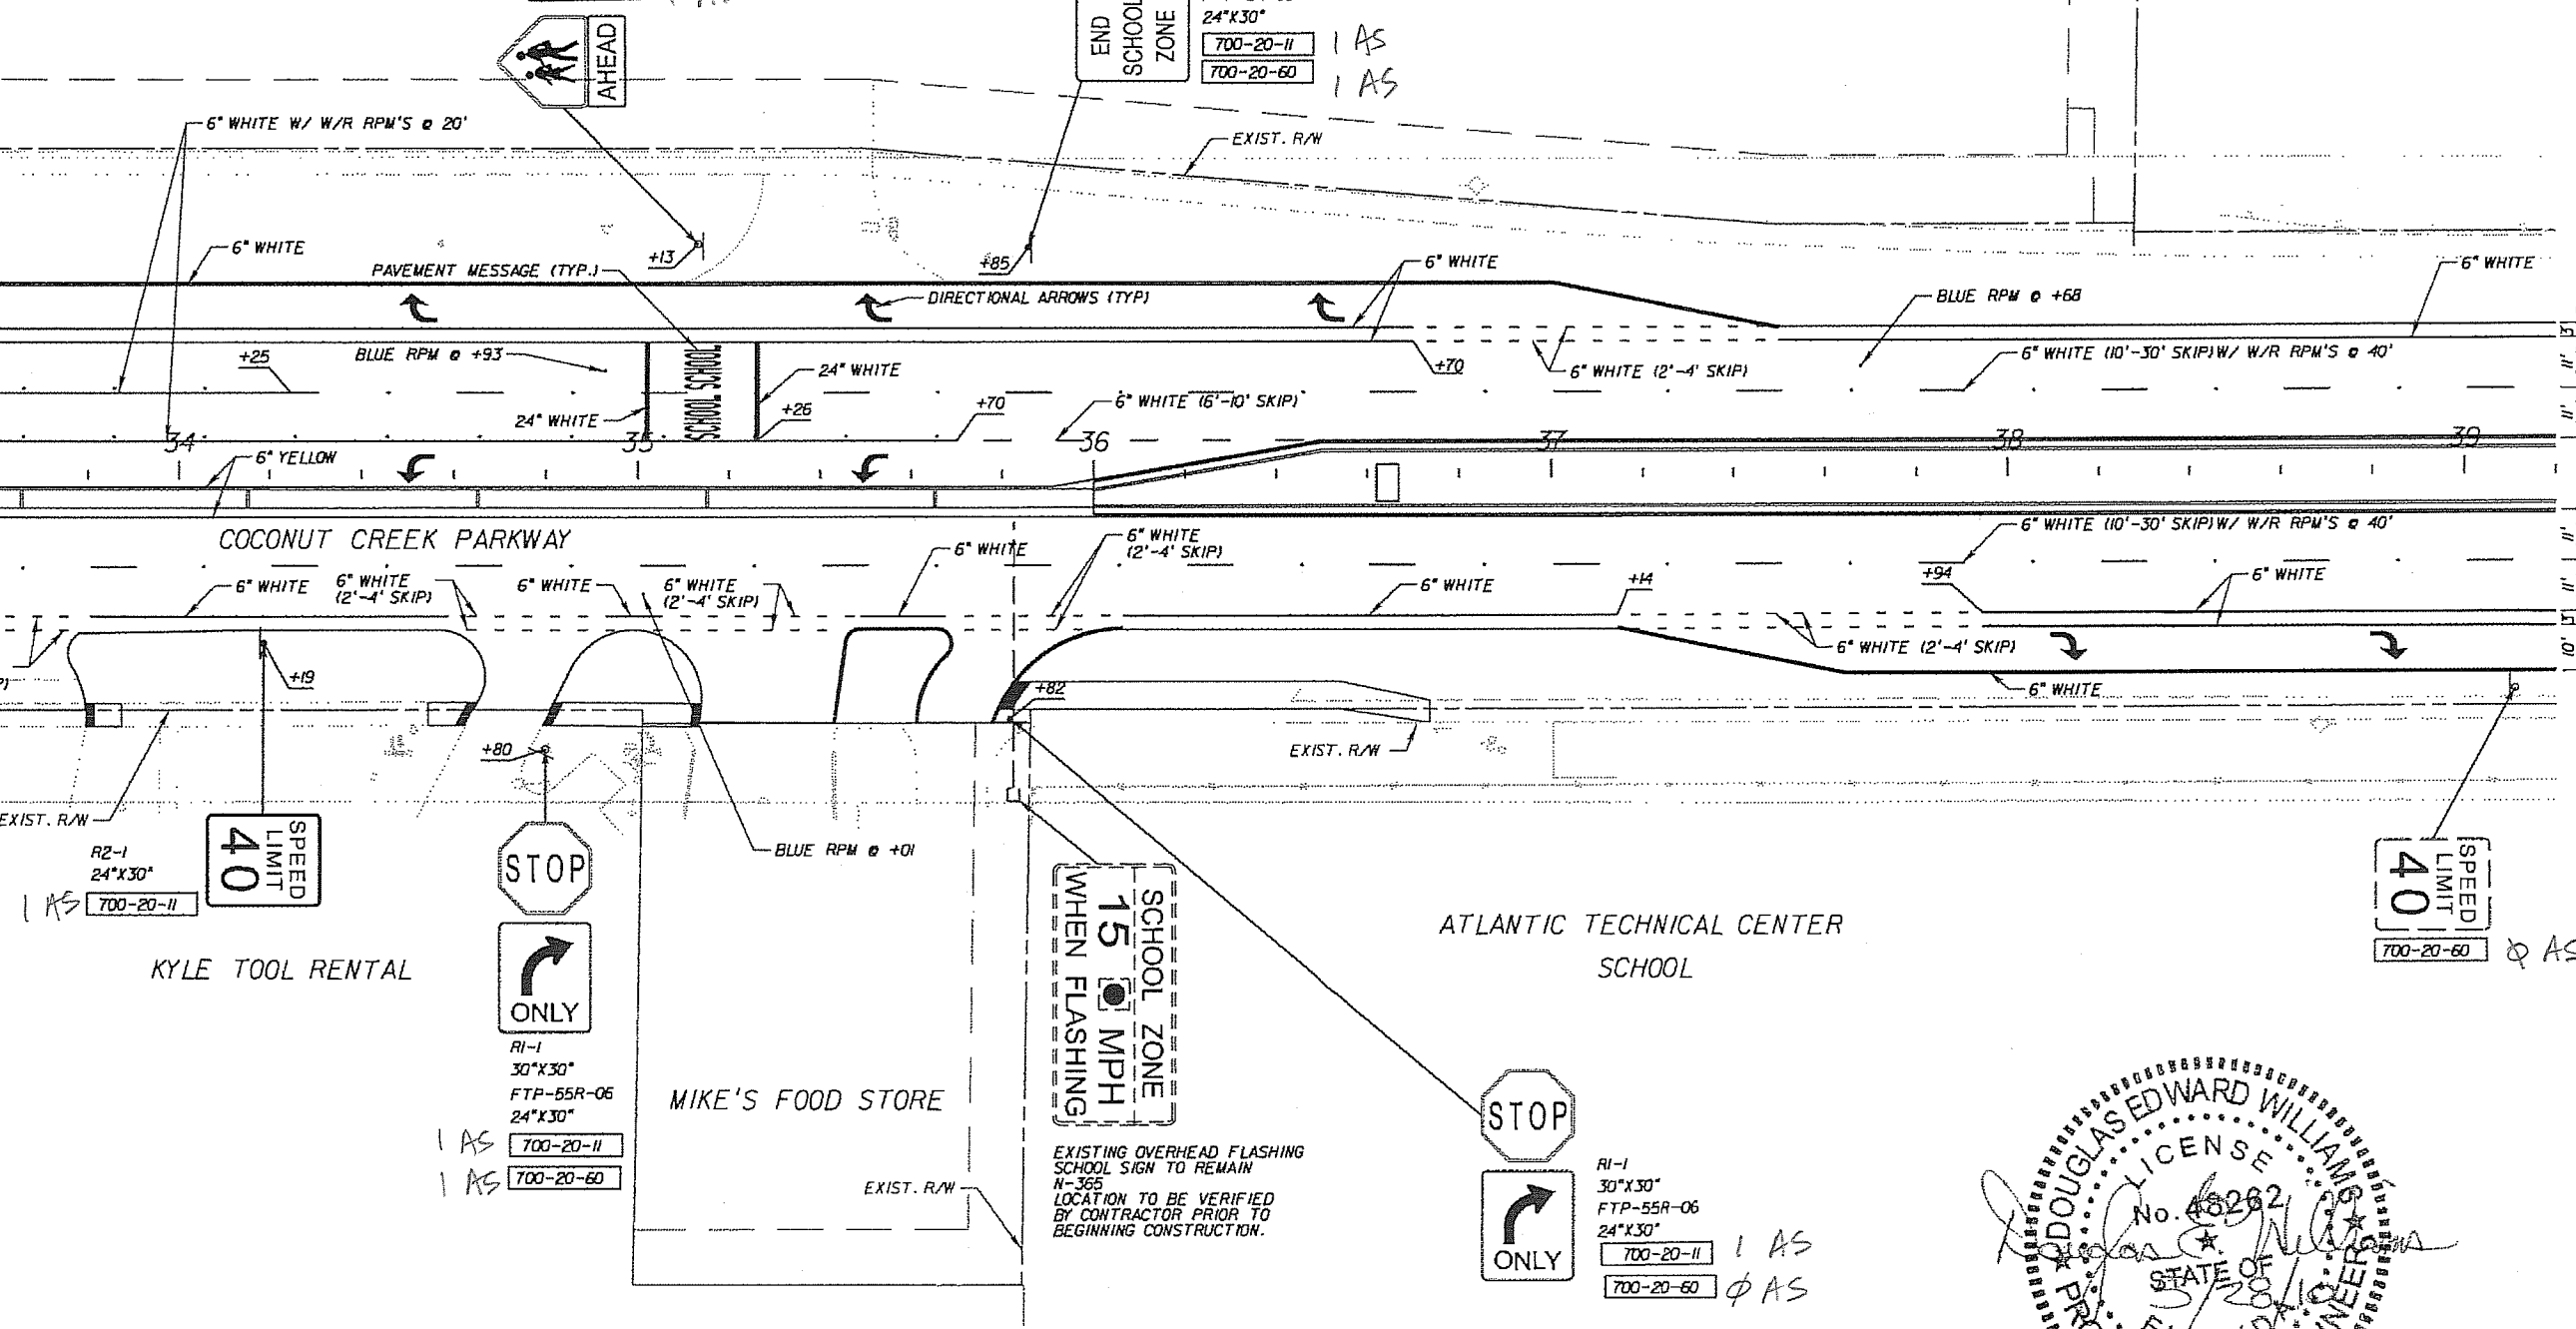 AHEAD
END
SCHOOL
ZONE
24"X30"
700-20-11 1 AS
700-20-60 1 AS
6" WHITE W/ W/R RPM'S @ 20'
EXIST. R/W
6" WHITE
+13
+85
PAVEMENT MESSAGE (TYP.)
DIRECTIONAL ARROWS (TYP)
6" WHITE
BLUE RPM @ +68
6" WHITE
+25
BLUE RPM @ +93
SCHOOL SCHOOL
24" WHITE
+70
6" WHITE (2'-4' SKIP)
6" WHITE (10'-30' SKIP) W/ W/R RPM'S @ 40'
24" WHITE
+26
+70
6" WHITE (6'-10' SKIP)
34
35
36
37
38
39
6" YELLOW
COCONUT CREEK PARKWAY
6" WHITE
6" WHITE
(2'-4' SKIP)
6" WHITE (10'-30' SKIP) W/ W/R RPM'S @ 40'
6" WHITE
6" WHITE
(2'-4' SKIP)
6" WHITE
6" WHITE
(2'-4' SKIP)
6" WHITE
+14
+94
6" WHITE
6" WHITE (2'-4' SKIP)
+19
+82
6" WHITE
+80
EXIST. R/W
EXIST. R/W
BLUE RPM @ +01
R2-1
24"X30"
1 AS 700-20-11
SPEED
LIMIT
40
STOP
ONLY
R1-1
30"X30"
FTP-55R-06
24"X30"
1 AS 700-20-11
1 AS 700-20-60
KYLE TOOL RENTAL
MIKE'S FOOD STORE
EXIST. R/W
SCHOOL ZONE
15 MPH
WHEN FLASHING
EXISTING OVERHEAD FLASHING
SCHOOL SIGN TO REMAIN
N-365
LOCATION TO BE VERIFIED
BY CONTRACTOR PRIOR TO
BEGINNING CONSTRUCTION.
ATLANTIC TECHNICAL CENTER
SCHOOL
STOP
ONLY
R1-1
30"X30"
FTP-55R-06
24"X30"
700-20-11 1 AS
700-20-60 Ø AS
SPEED
LIMIT
40
700-20-60 Ø AS
DOUGLAS EDWARD WILLIAMS
LICENSE
No. 48262
STATE OF